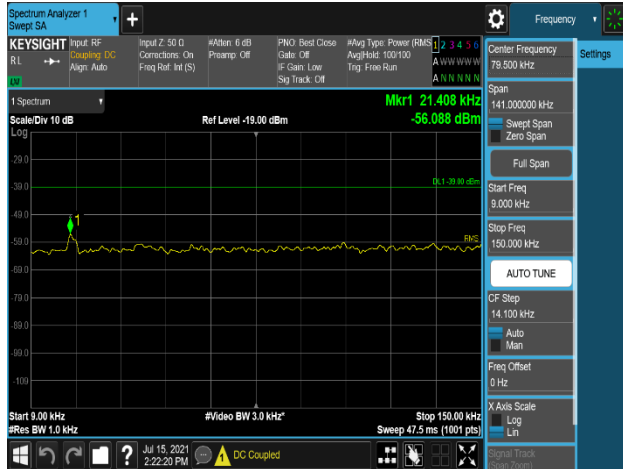 Spectrum Analyzer 1
Swept SA
Frequency
KEYSIGHT
RL
Input: RF
Coupling: DC
Align: Auto
Input Z: 50 Ω
Corrections: On
Freq Ref: Int (S)
#Atten: 6 dB
Preamp: Off
PNO: Best Close
Gate: Off
IF Gain: Low
Sig Track: Off
#Avg Type: Power (RMS)
Avg|Hold: 100/100
Trig: Free Run
1 2 3 4 5 6
A W W W W W
A N N N N N
1 Spectrum
Mkr1 21.408 kHz
-56.088 dBm
Scale/Div 10 dB
Ref Level -19.00 dBm
Log
-29.0
DL1 -39.00 dBm
-39.0
-49.0
1
RMS
-59.0
-69.0
-79.0
-89.0
-99.0
-109
Start 9.00 kHz
#Video BW 3.0 kHz*
Stop 150.00 kHz
#Res BW 1.0 kHz
Sweep 47.5 ms (1001 pts)
?
Jul 15, 2021
2:22:20 PM
DC Coupled
Settings
Center Frequency
79.500 kHz
Span
141.000000 kHz
Swept Span
Zero Span
Full Span
Start Freq
9.000 kHz
Stop Freq
150.000 kHz
AUTO TUNE
CF Step
14.100 kHz
Auto
Man
Freq Offset
0 Hz
X Axis Scale
Log
Lin
Signal Track
(Span Zoom)